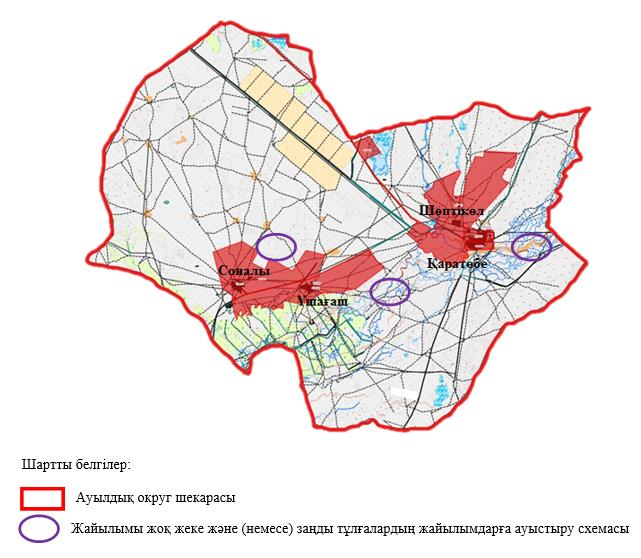 Шөптікөл
Қаратөбе
Соналы
Үшағаш
Шартты белгілер:
Ауылдық округ шекарасы
Жайылымы жоқ жеке және (немесе) заңды тұлғалардың жайылымдарға ауыстыру схемасы